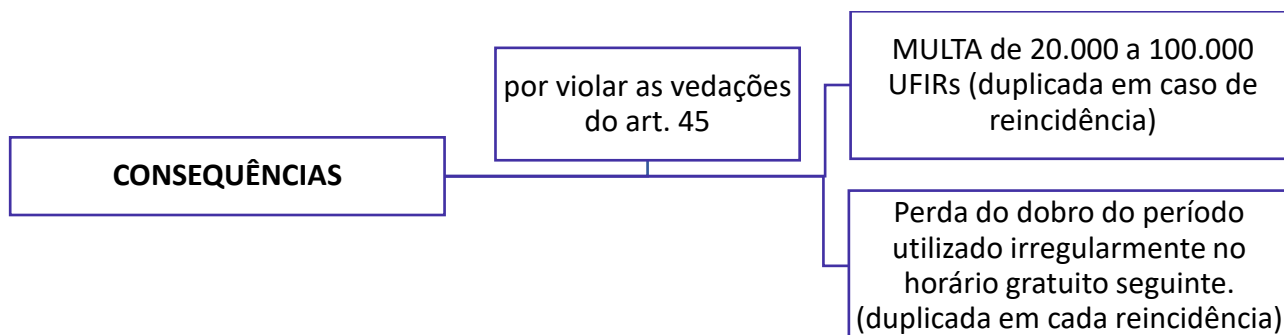 CONSEQUÊNCIAS
por violar as vedações
do art. 45
MULTA de 20.000 a 100.000
UFIRs (duplicada em caso de
reincidência)
Perda do dobro do período
utilizado irregularmente no
horário gratuito seguinte.
(duplicada em cada reincidência)